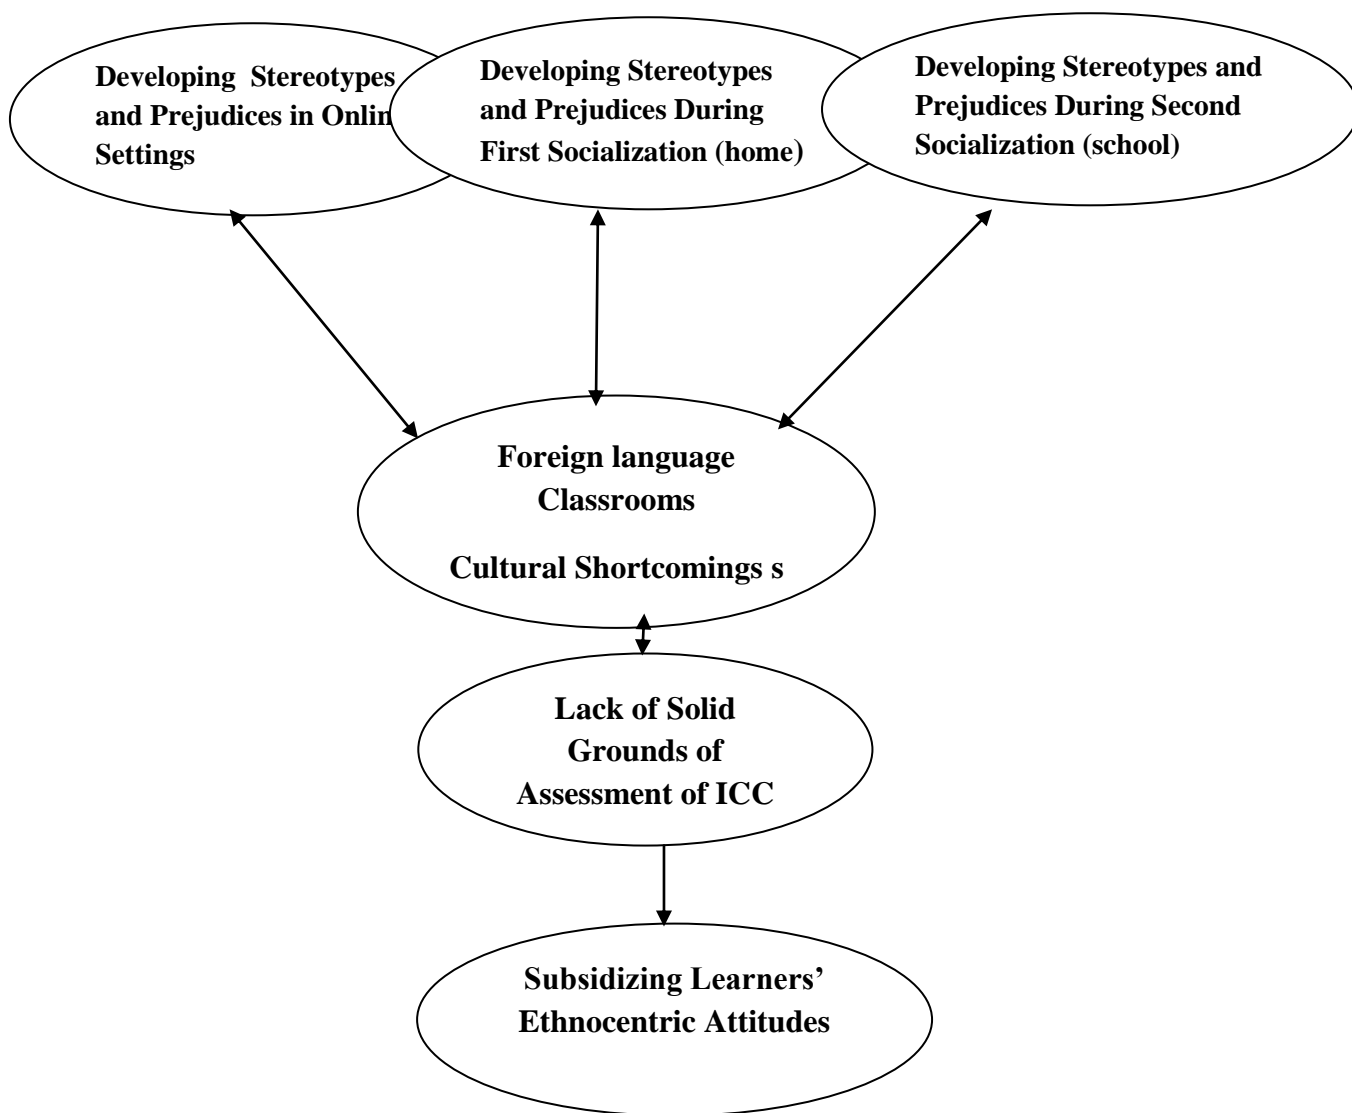 Developing Stereotypes
and Prejudices in Onlin
Settings
Developing Stereotypes
and Prejudices During
First Socialization (home)
Developing Stereotypes and
Prejudices During Second
Socialization (school)
Foreign language
Classrooms
Cultural Shortcomings s
Lack of Solid
Grounds of
Assessment of ICC
Subsidizing Learners’
Ethnocentric Attitudes